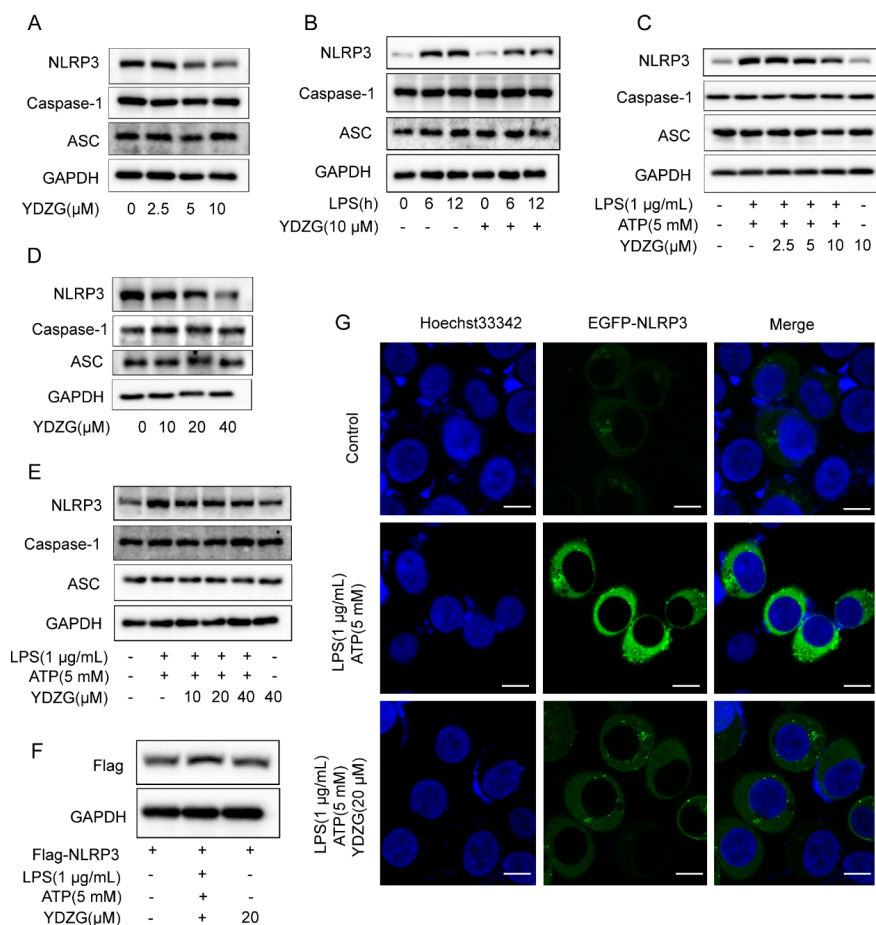 A
NLRP3
Caspase-1
ASC
GAPDH
YDZG(μM) 0 2.5 5 10
B
NLRP3
Caspase-1
ASC
GAPDH
LPS(h) 0 6 12 0 6 12
YDZG(10 μM) - - - + + +
C
NLRP3
Caspase-1
ASC
GAPDH
LPS(1 μg/mL) - + + + + -
ATP(5 mM) - + + + + -
YDZG(μM) - - 2.5 5 10 10
D
NLRP3
Caspase-1
ASC
GAPDH
YDZG(μM) 0 10 20 40
E
NLRP3
Caspase-1
ASC
GAPDH
LPS(1 μg/mL) - + + + + -
ATP(5 mM) - + + + + -
YDZG(μM) - - 10 20 40 40
F
Flag
GAPDH
Flag-NLRP3 + + +
LPS(1 μg/mL) - + -
ATP(5 mM) - + -
YDZG(μM) - + 20
G
Hoechst33342 EGFP-NLRP3 Merge
Control
LPS(1 μg/mL)
ATP(5 mM)
LPS(1 μg/mL)
ATP(5 mM)
YDZG(20 μM)